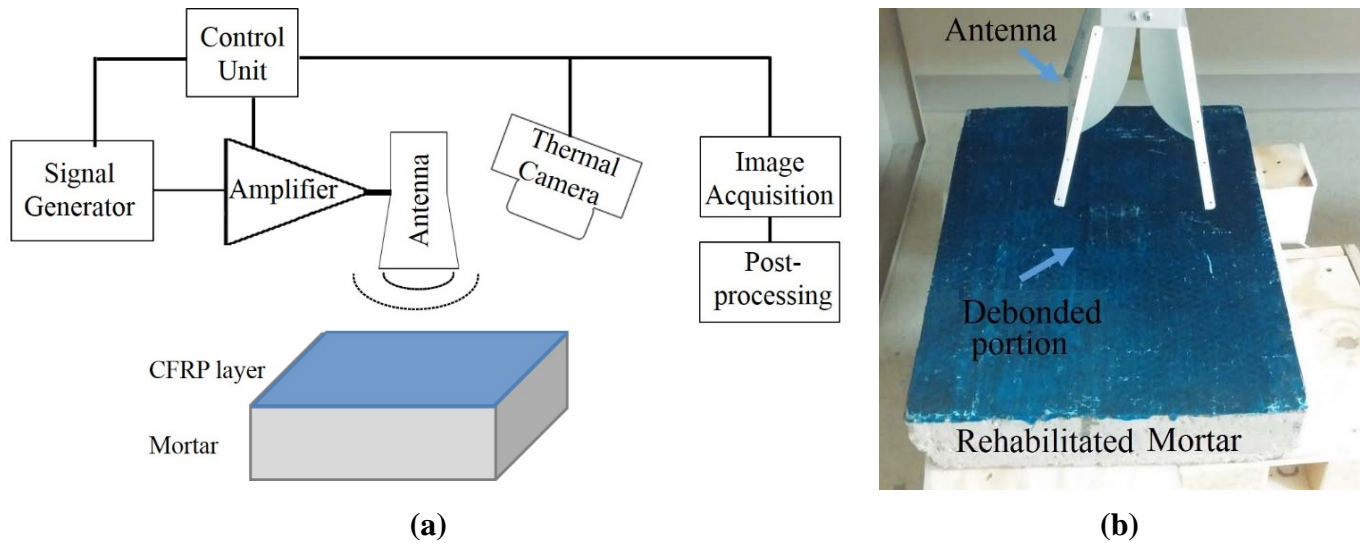 Control
Unit
Signal
Generator
Amplifier
Antenna
Thermal
Camera
Image
Acquisition
Post-
processing
CFRP layer
Mortar
(a)
Antenna
Debonded
portion
Rehabilitated Mortar
(b)